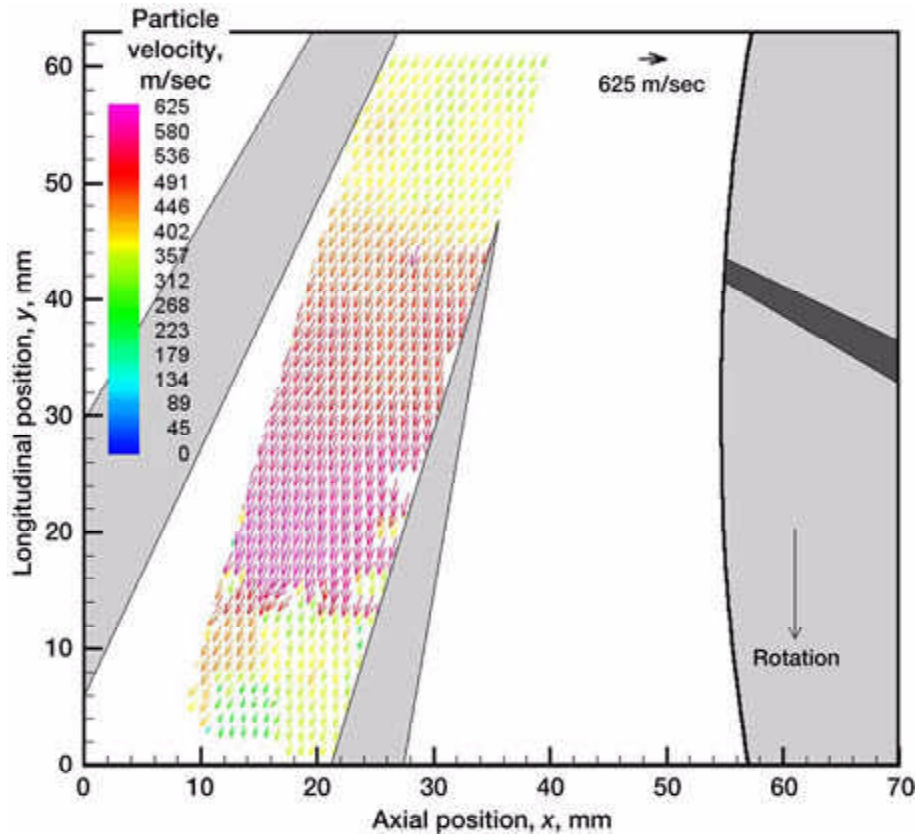 Particle
velocity,
m/sec
625
580
536
491
446
402
357
312
268
223
179
134
89
45
0
625 m/sec
Rotation
Longitudinal position, y, mm
60
50
40
30
20
10
0
0 10 20 30 40 50 60 70
Axial position, x, mm